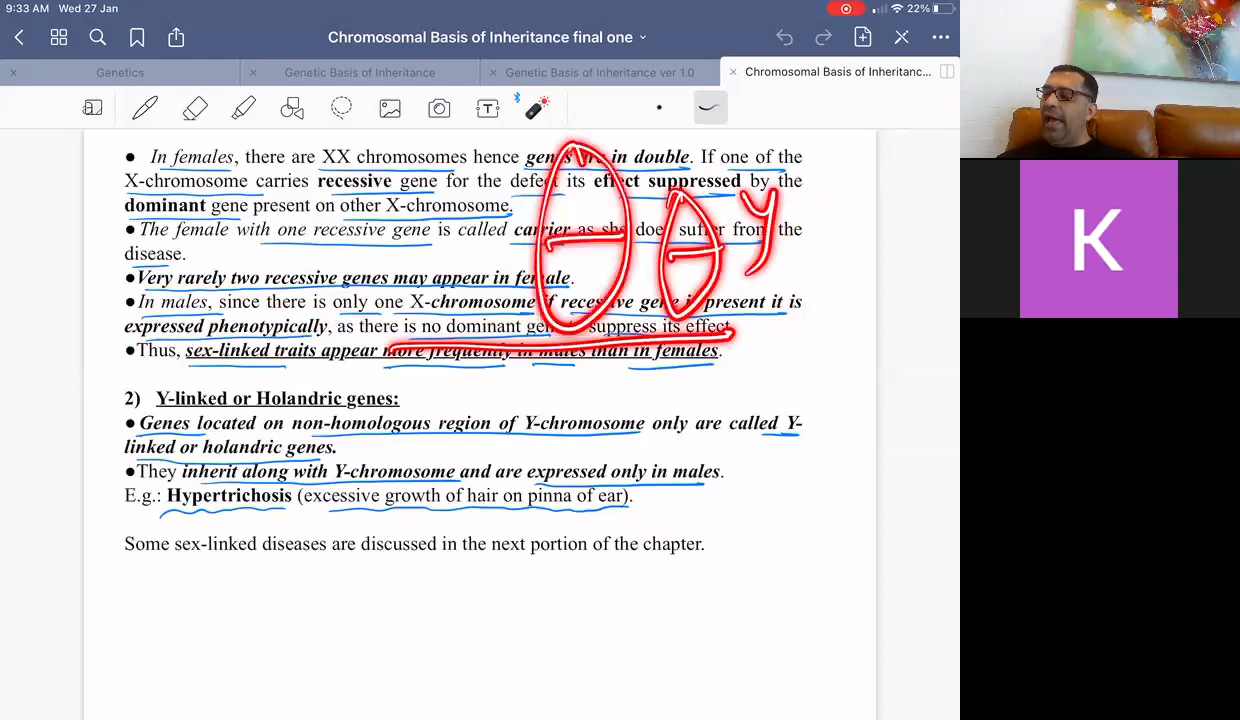 9:33 AM Wed 27 Jan
22%
Chromosomal Basis of Inheritance final one
Genetics
Genetic Basis of Inheritance
Genetic Basis of Inheritance ver 1.0
Chromosomal Basis of Inheritanc...
• In females, there are XX chromosomes hence genes are in double. If one of the
X-chromosome carries recessive gene for the defect its effect suppressed by the
dominant gene present on other X-chromosome.
• The female with one recessive gene is called carrier as she does suffer from the
disease.
•Very rarely two recessive genes may appear in female.
•In males, since there is only one X-chromosome if recessive gene is present it is
expressed phenotypically, as there is no dominant gene suppress its effect
•Thus, sex-linked traits appear more frequently in males than in females.
2) Y-linked or Holandric genes:
• Genes located on non-homologous region of Y-chromosome only are called Y-
linked or holandric genes.
•They inherit along with Y-chromosome and are expressed only in males.
E.g.: Hypertrichosis (excessive growth of hair on pinna of ear).
Some sex-linked diseases are discussed in the next portion of the chapter.
K